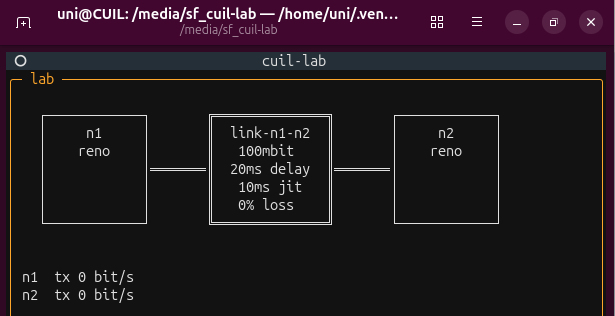 uni@CUIL: /media/sf_cuil-lab — /home/uni/.ven...
/media/sf_cuil-lab
cuil-lab
lab
n1
reno
link-n1-n2
100mbit
20ms delay
10ms jit
0% loss
n2
reno
n1 tx 0 bit/s
n2 tx 0 bit/s